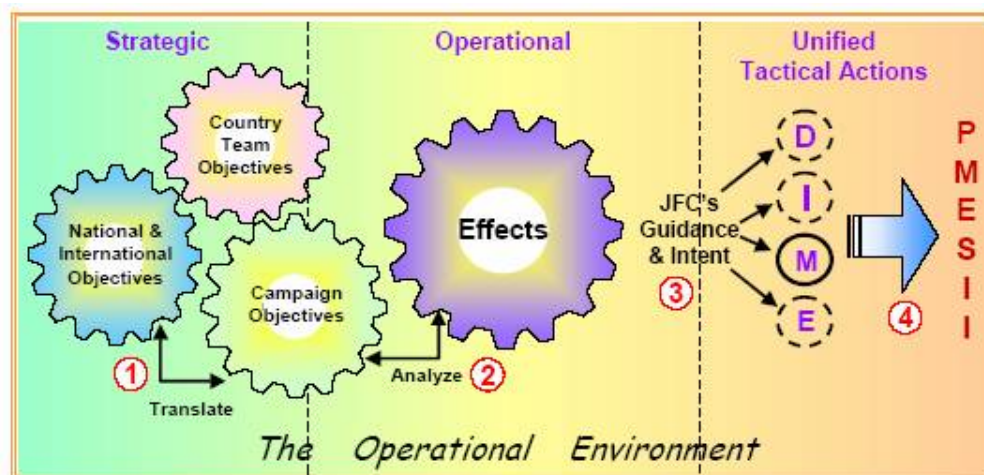 Strategic
Operational
Unified
Tactical Actions
Country
Team
Objectives
National &
International
Objectives
Campaign
Objectives
Effects
JFC's
Guidance
& Intent
D
I
M
E
P
M
E
S
I
I
1
Translate
Analyze
2
3
4
The Operational Environment